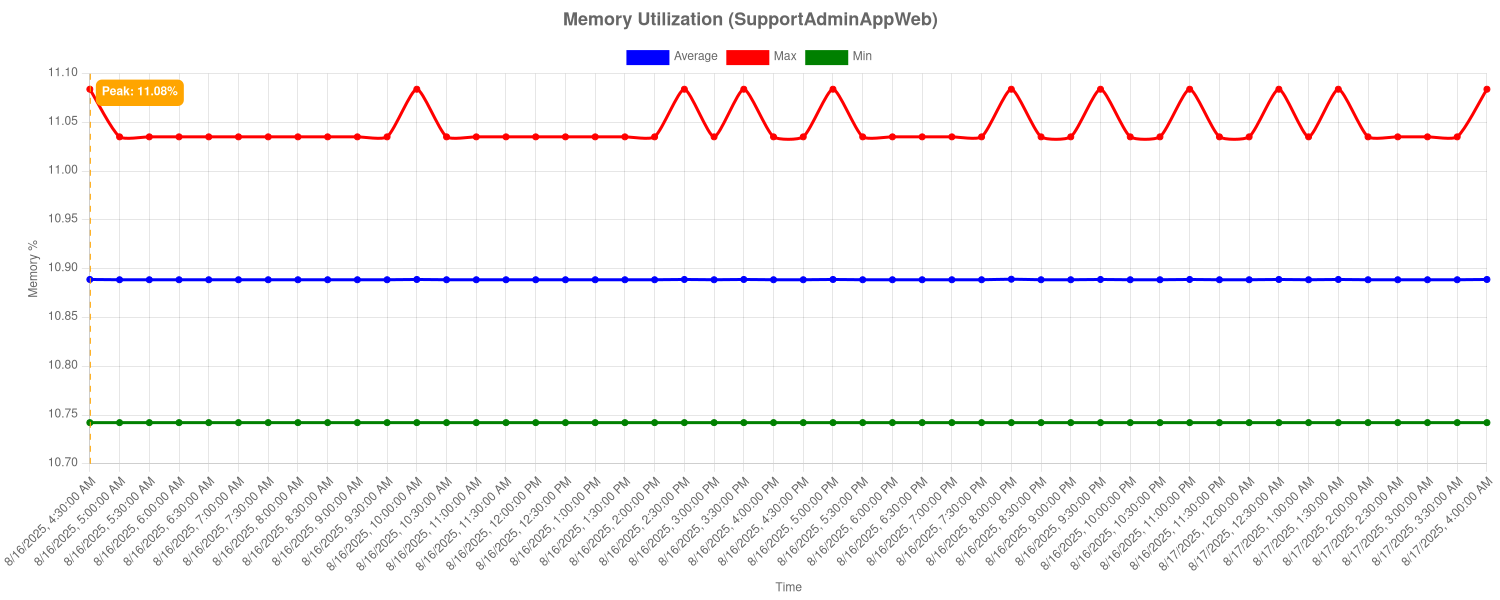 Memory Utilization (SupportAdminAppWeb)
Average Max Min
Peak: 11.08%
11.10
11.05
11.00
10.95
10.90
10.85
10.80
10.75
10.70
Memory %
8/16/2025, 4:30:00 AM
8/16/2025, 5:00:00 AM
8/16/2025, 5:30:00 AM
8/16/2025, 6:00:00 AM
8/16/2025, 6:30:00 AM
8/16/2025, 7:00:00 AM
8/16/2025, 7:30:00 AM
8/16/2025, 8:00:00 AM
8/16/2025, 8:30:00 AM
8/16/2025, 9:00:00 AM
8/16/2025, 9:30:00 AM
8/16/2025, 10:00:00 AM
8/16/2025, 10:30:00 AM
8/16/2025, 11:00:00 AM
8/16/2025, 11:30:00 AM
8/16/2025, 12:00:00 PM
8/16/2025, 12:30:00 PM
8/16/2025, 1:00:00 PM
8/16/2025, 1:30:00 PM
8/16/2025, 2:00:00 PM
8/16/2025, 2:30:00 PM
8/16/2025, 3:00:00 PM
8/16/2025, 3:30:00 PM
8/16/2025, 4:00:00 PM
8/16/2025, 4:30:00 PM
8/16/2025, 5:00:00 PM
8/16/2025, 5:30:00 PM
8/16/2025, 6:00:00 PM
8/16/2025, 6:30:00 PM
8/16/2025, 7:00:00 PM
8/16/2025, 7:30:00 PM
8/16/2025, 8:00:00 PM
8/16/2025, 8:30:00 PM
8/16/2025, 9:00:00 PM
8/16/2025, 9:30:00 PM
8/16/2025, 10:00:00 PM
8/16/2025, 10:30:00 PM
8/16/2025, 11:00:00 PM
8/16/2025, 11:30:00 PM
8/17/2025, 12:00:00 AM
8/17/2025, 12:30:00 AM
8/17/2025, 1:00:00 AM
8/17/2025, 1:30:00 AM
8/17/2025, 2:00:00 AM
8/17/2025, 2:30:00 AM
8/17/2025, 3:00:00 AM
8/17/2025, 3:30:00 AM
8/17/2025, 4:00:00 AM
Time